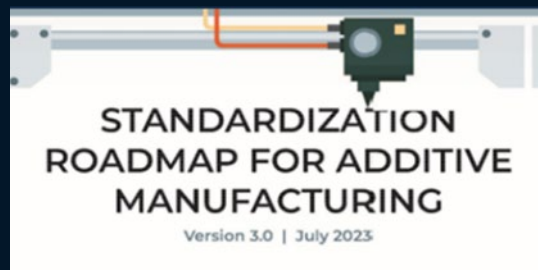 STANDARDIZATION
ROADMAP FOR ADDITIVE
MANUFACTURING
Version 3.0 | July 2023